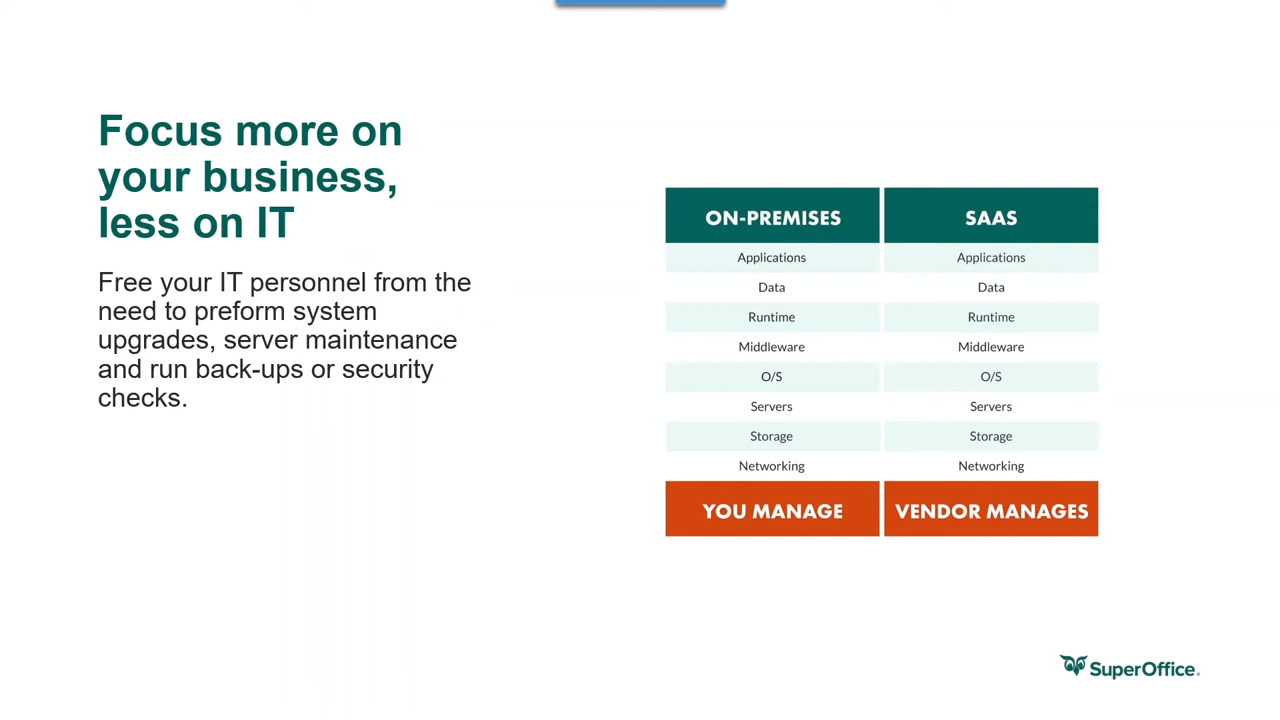 Focus more on
your business,
less on IT
Free your IT personnel from the
need to preform system
upgrades, server maintenance
and run back-ups or security
checks.
ON-PREMISES SAAS
Applications Applications
Data Data
Runtime Runtime
Middleware Middleware
O/S O/S
Servers Servers
Storage Storage
Networking Networking
YOU MANAGE VENDOR MANAGES
SuperOffice.